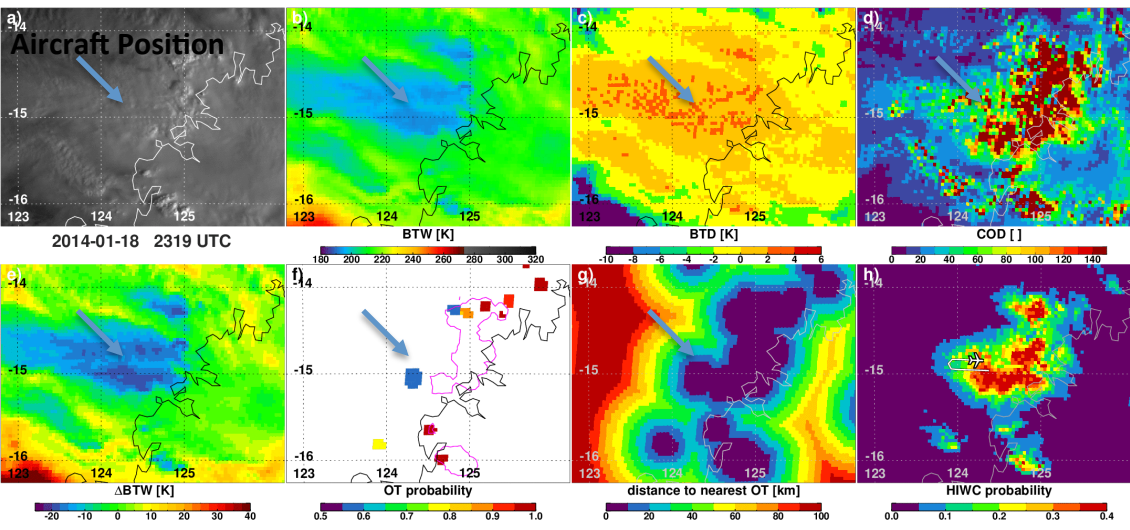 a)
Aircraft Position
-14
-15
-16
123 124 125
2014-01-18 2319 UTC
b)
-14
-15
-16
123 124 125
BTW [K]
180 200 220 240 260 280 300 320
c)
-14
-15
-16
123 124 125
BTD [K]
-10 -8 -6 -4 -2 0 2 4 6
d)
-14
-15
-16
123 124 125
COD [ ]
0 20 40 60 80 100 120 140
e)
-14
-15
-16
123 124 125
ΔBTW [K]
-20 -10 0 10 20 30 40
f)
-14
-15
-16
123 124 125
OT probability
0.5 0.6 0.7 0.8 0.9 1.0
g)
-14
-15
-16
123 124 125
distance to nearest OT [km]
0 20 40 60 80 100
h)
-14
-15
-16
123 124 125
HIWC probability
0.0 0.1 0.2 0.3 0.4